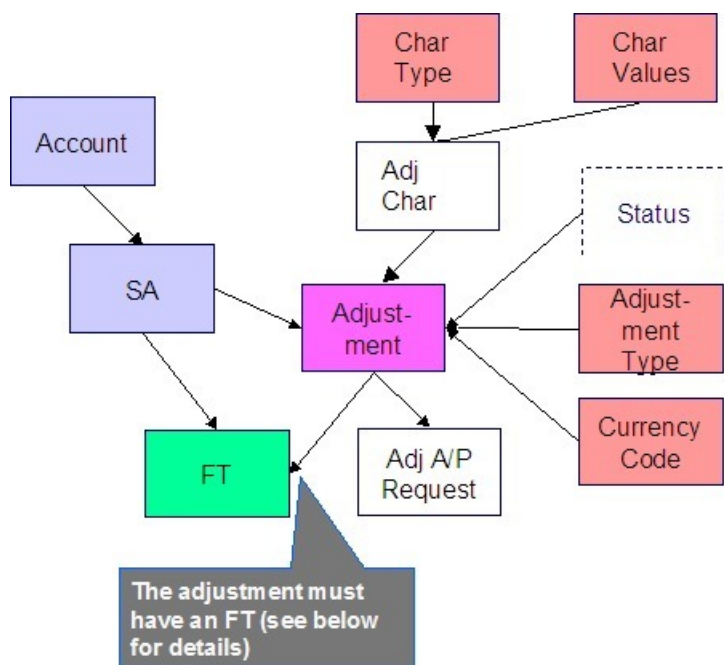 Char
Type
Char
Values
Account
Adj
Char
Status
SA
Adjust-
ment
Adjust-
ment
Type
FT
Adj A/P
Request
Currency
Code
The adjustment must
have an FT (see below
for details)